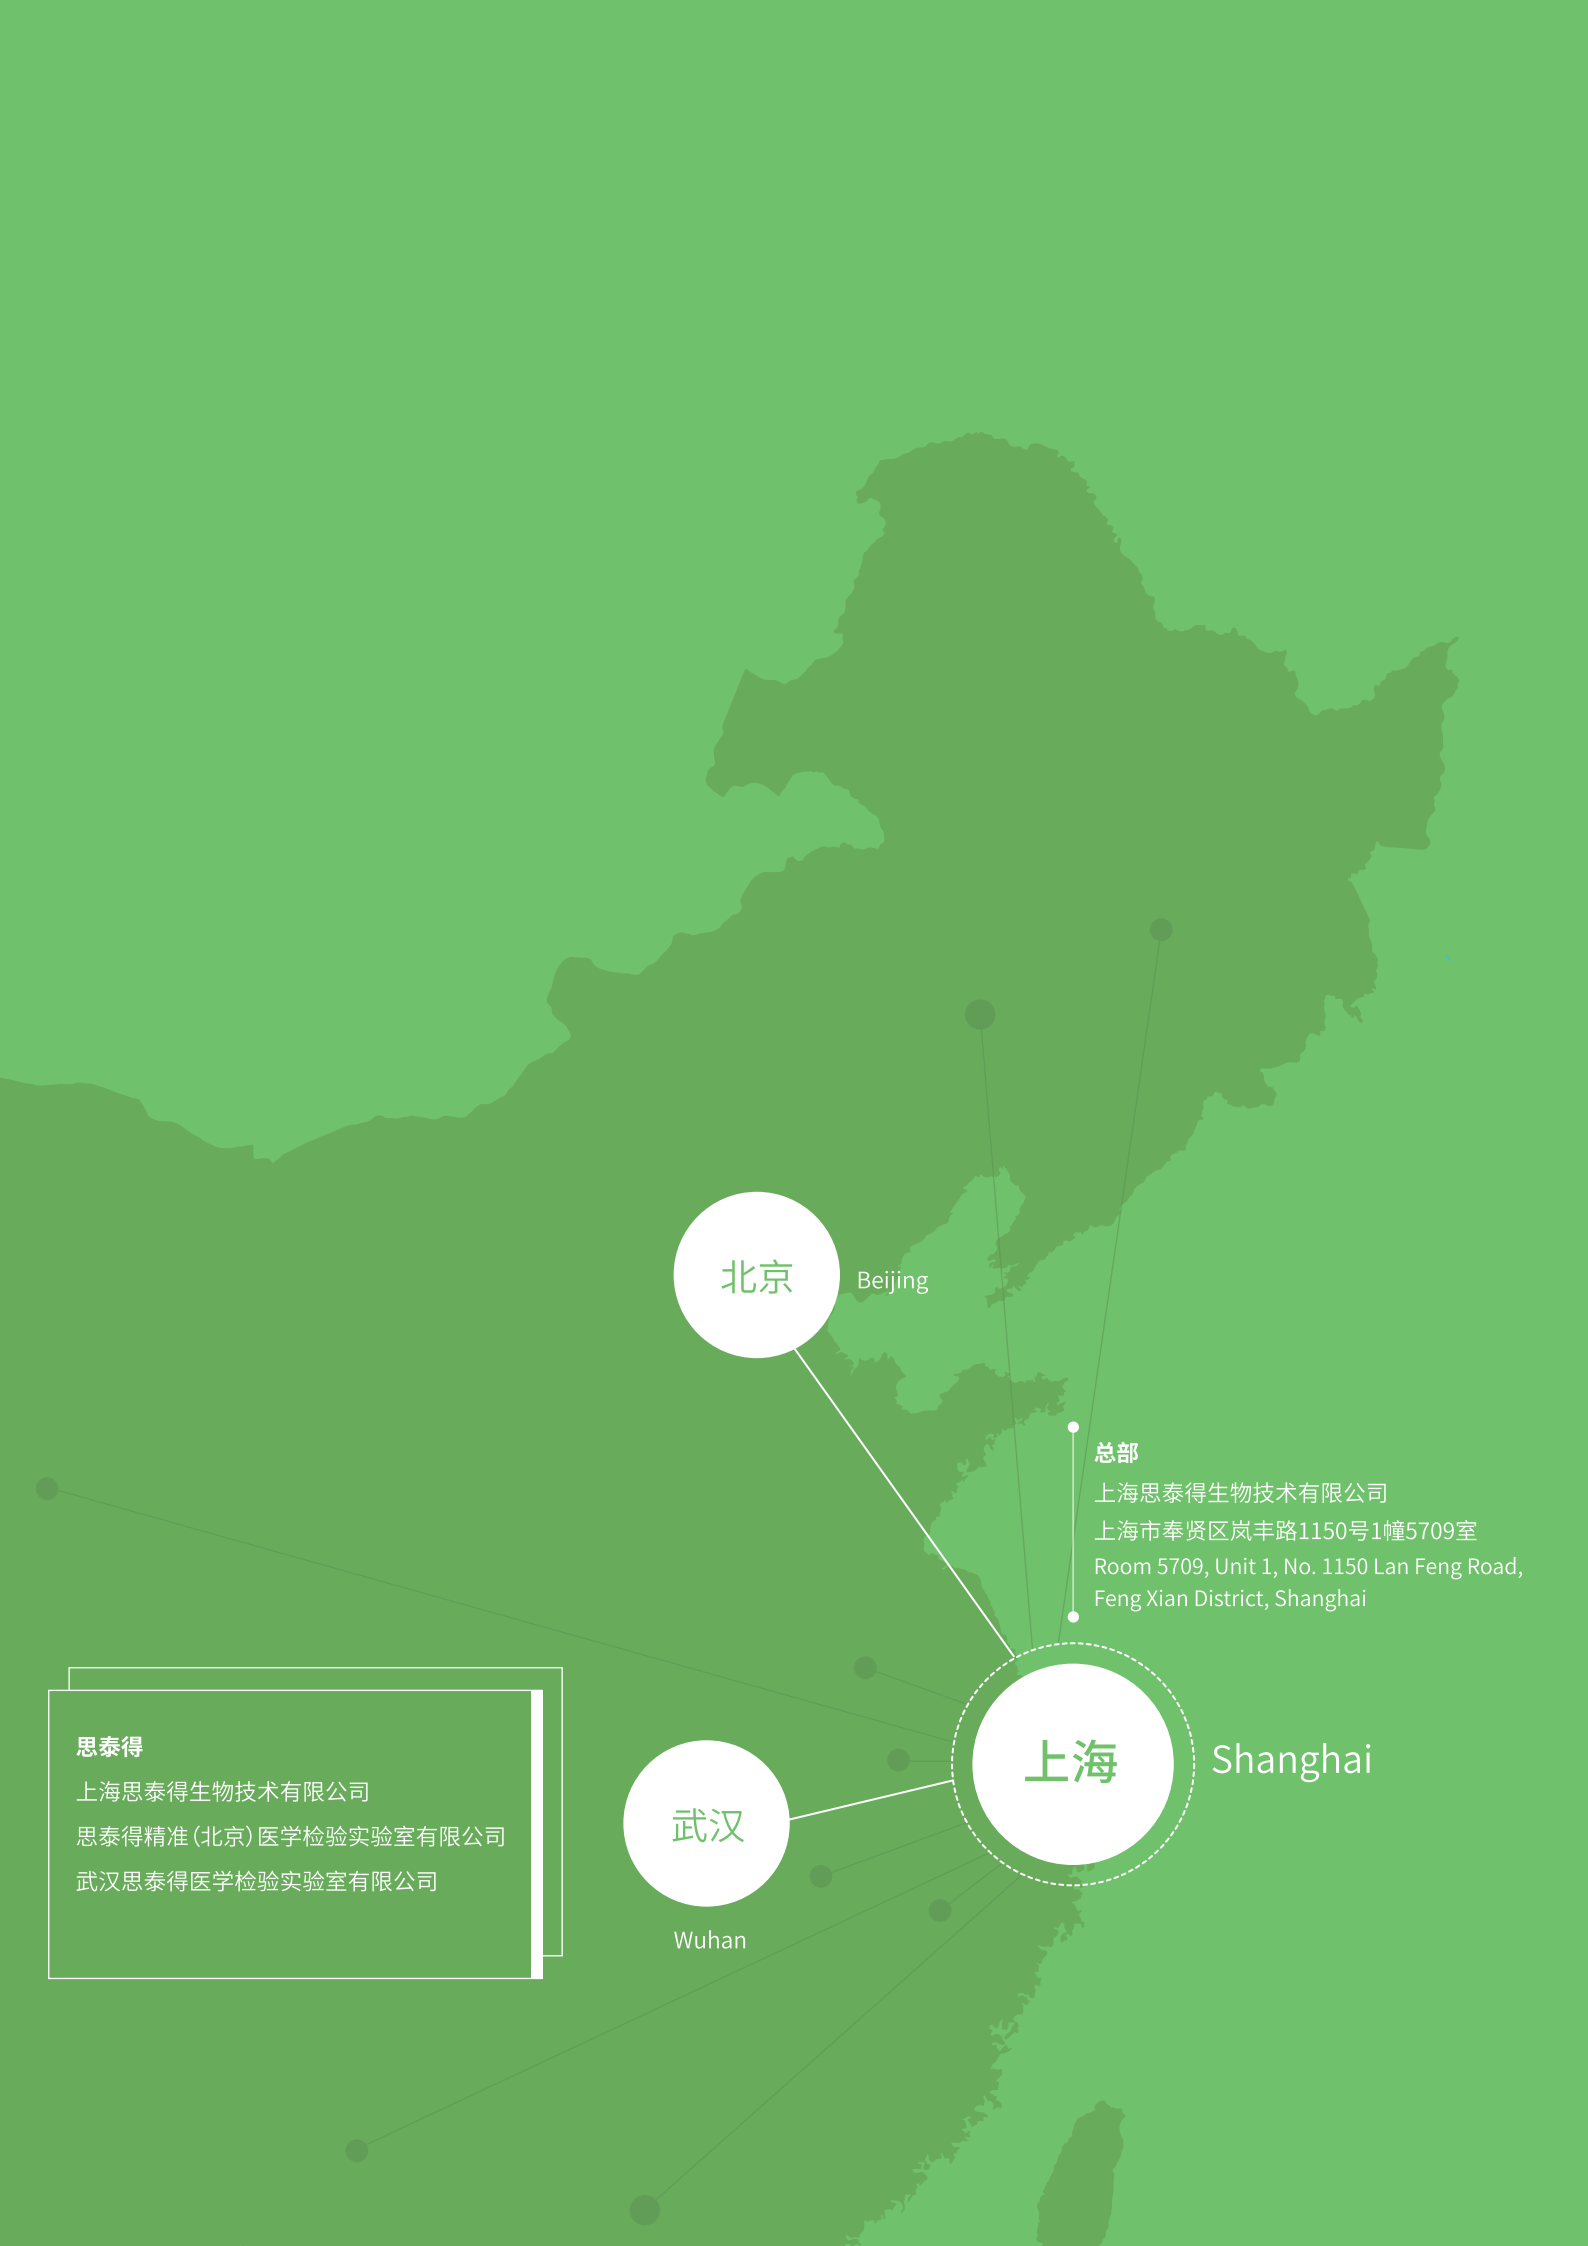 北京
Beijing
总部
上海思泰得生物技术有限公司
上海市奉贤区岚丰路1150号1幢5709室
Room 5709, Unit 1, No. 1150 Lan Feng Road,
Feng Xian District, Shanghai
上海
Shanghai
思泰得
上海思泰得生物技术有限公司
思泰得精准(北京)医学检验实验室有限公司
武汉思泰得医学检验实验室有限公司
武汉
Wuhan